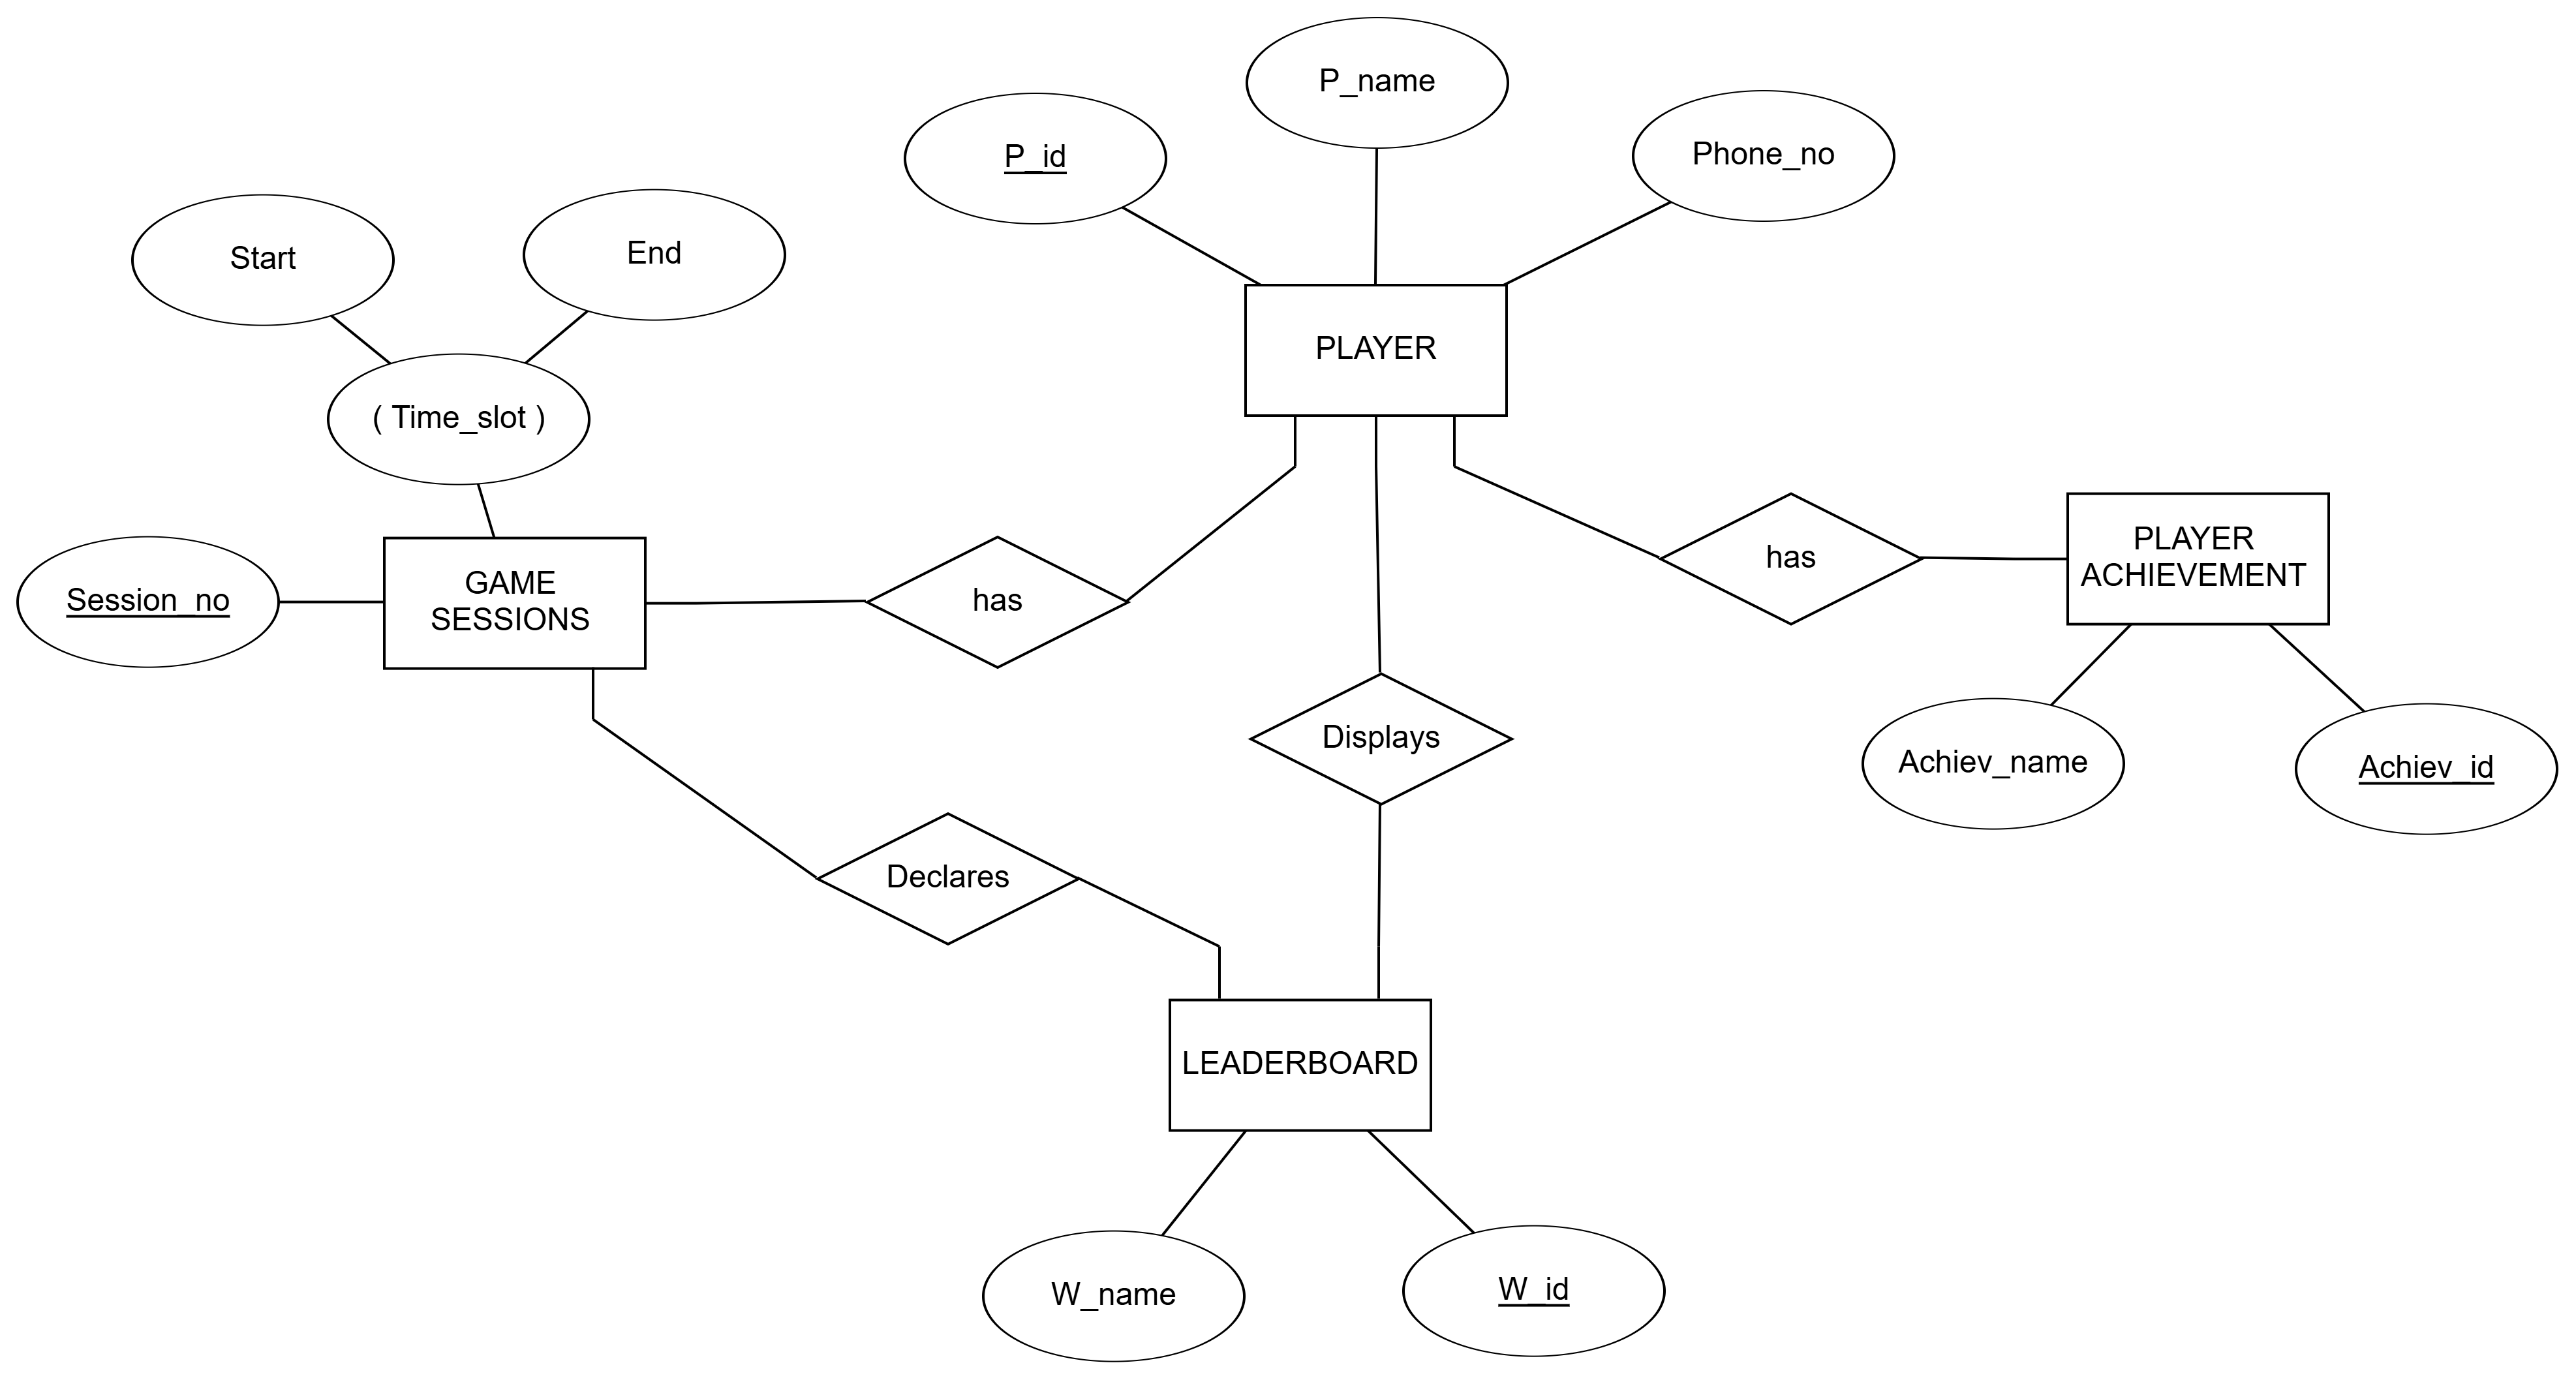 P_name
P_id
Phone_no
Start
End
( Time_slot )
PLAYER
GAME
SESSIONS
Session_no
has
has
PLAYER
ACHIEVEMENT
Displays
Achiev_name
Achiev_id
Declares
LEADERBOARD
W_name
W_id